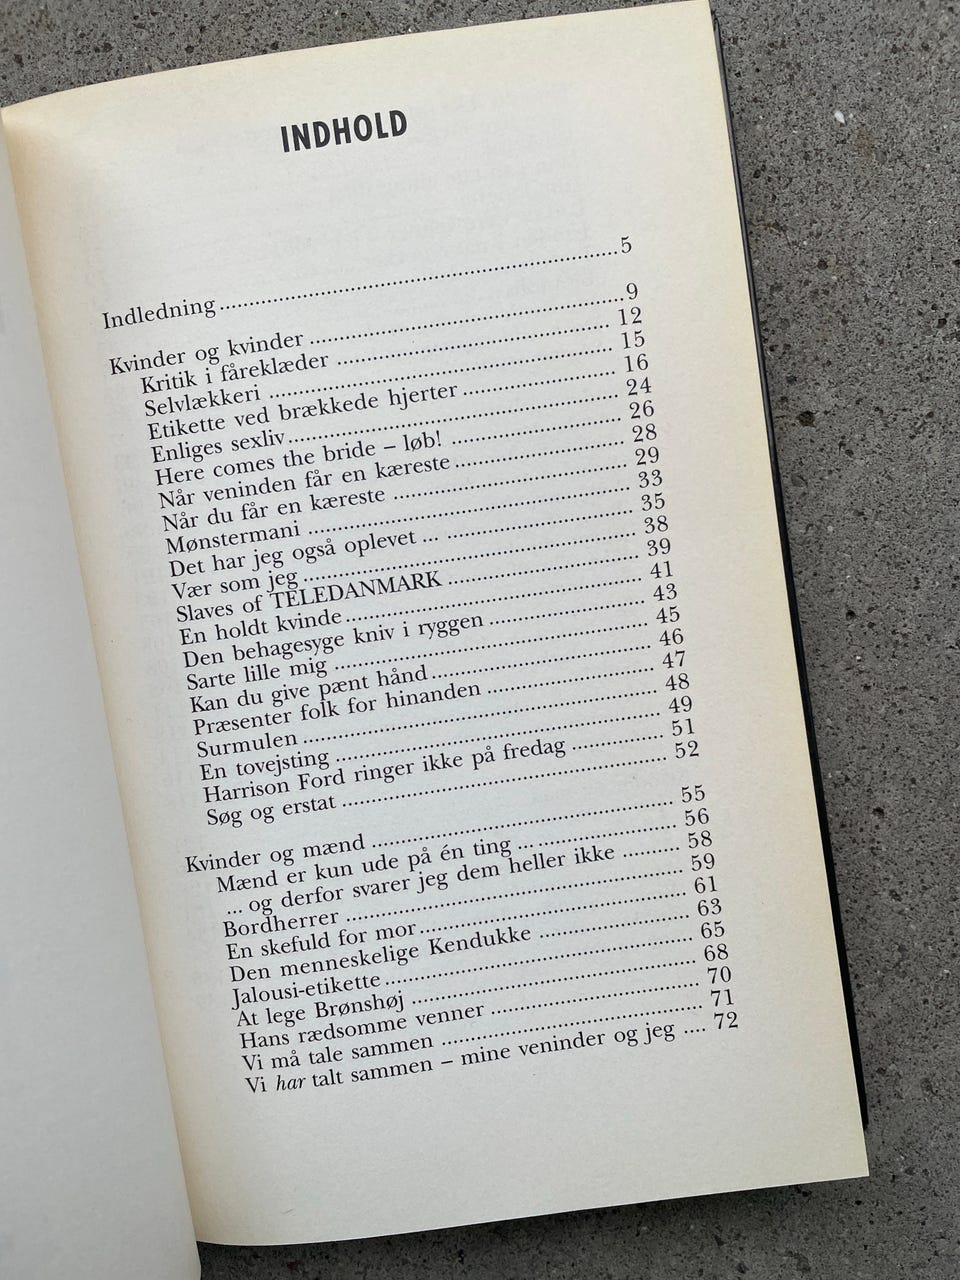 INDHOLD
Indledning ........ 5
Kvinder og kvinder ........ 9
Kritik i fåreklæder ........ 12
Selvlækkeri ........ 15
Etikette ved brækkede hjerter ........ 16
Enliges sexliv ........ 24
Here comes the bride – løb! ........ 26
Når veninden får en kæreste ........ 28
Når du får en kæreste ........ 29
Mønstermani ........ 33
Det har jeg også oplevet ... ........ 35
Vær som jeg ........ 38
Slaves of TELEDANMARK ........ 39
En holdt kvinde ........ 41
Den behagesyge kniv i ryggen ........ 43
Sarte lille mig ........ 45
Kan du give pænt hånd ........ 46
Præsenter folk for hinanden ........ 47
Surmulen ........ 48
En tovejsting ........ 49
Harrison Ford ringer ikke på fredag ........ 51
Søg og erstat ........ 52
Kvinder og mænd ........ 55
Mænd er kun ude på én ting ... ........ 56
... og derfor svarer jeg dem heller ikke ........ 58
Bordherrer ........ 59
En skefuld for mor ........ 61
Den menneskelige Kendukke ........ 63
Jalousi-etikette ........ 65
At lege Brønshøj ........ 68
Hans rædsomme venner ........ 70
Vi må tale sammen ........ 71
Vi har talt sammen – mine veninder og jeg .... 72